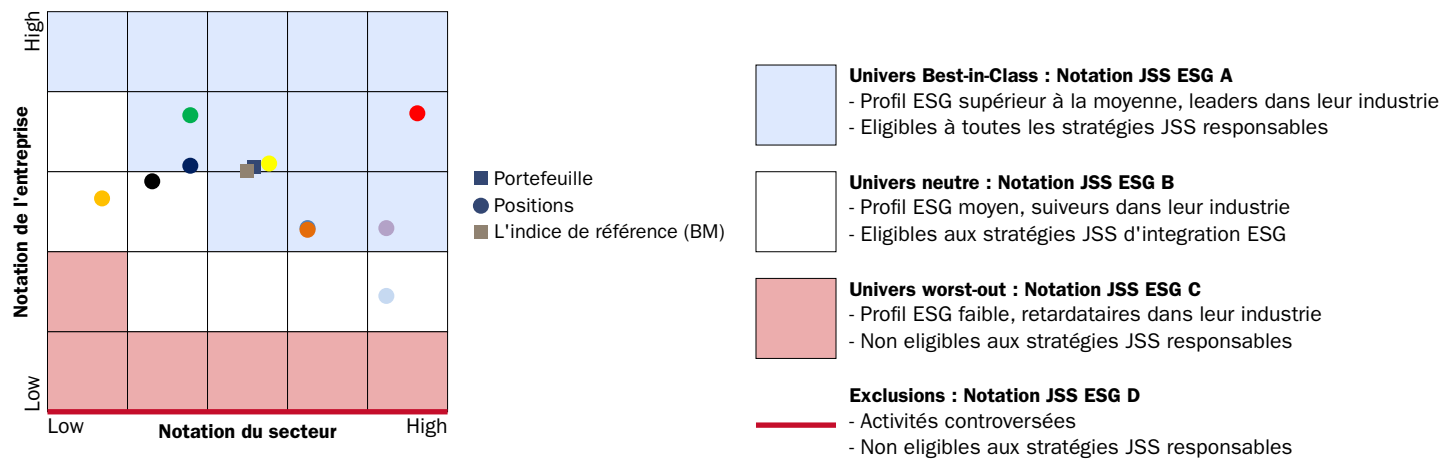 High
Notation de l'entreprise
Low
Low
Notation du secteur
High
Portefeuille
Positions
L'indice de référence (BM)
Univers Best-in-Class : Notation JSS ESG A
- Profil ESG supérieur à la moyenne, leaders dans leur industrie
- Eligibles à toutes les stratégies JSS responsables
Univers neutre : Notation JSS ESG B
- Profil ESG moyen, suiveurs dans leur industrie
- Eligibles aux stratégies JSS d'integration ESG
Univers worst-out : Notation JSS ESG C
- Profil ESG faible, retardataires dans leur industrie
- Non eligibles aux stratégies JSS responsables
Exclusions : Notation JSS ESG D
- Activités controversées
- Non eligibles aux stratégies JSS responsables